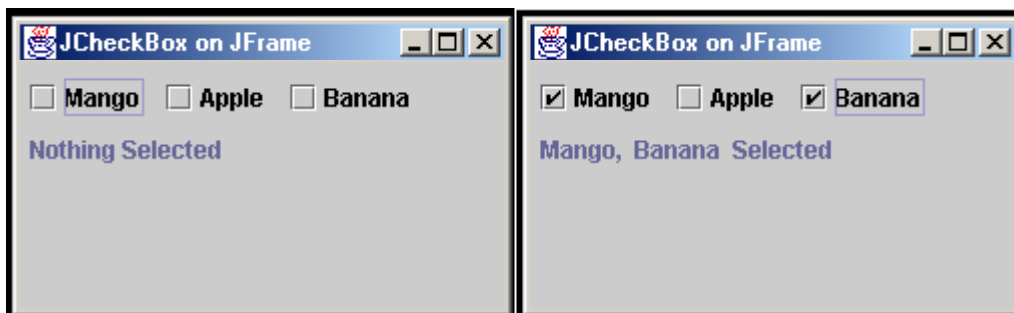 JCheckBox on JFrame
Mango Apple Banana
Nothing Selected
JCheckBox on JFrame
Mango Apple Banana
Mango, Banana Selected